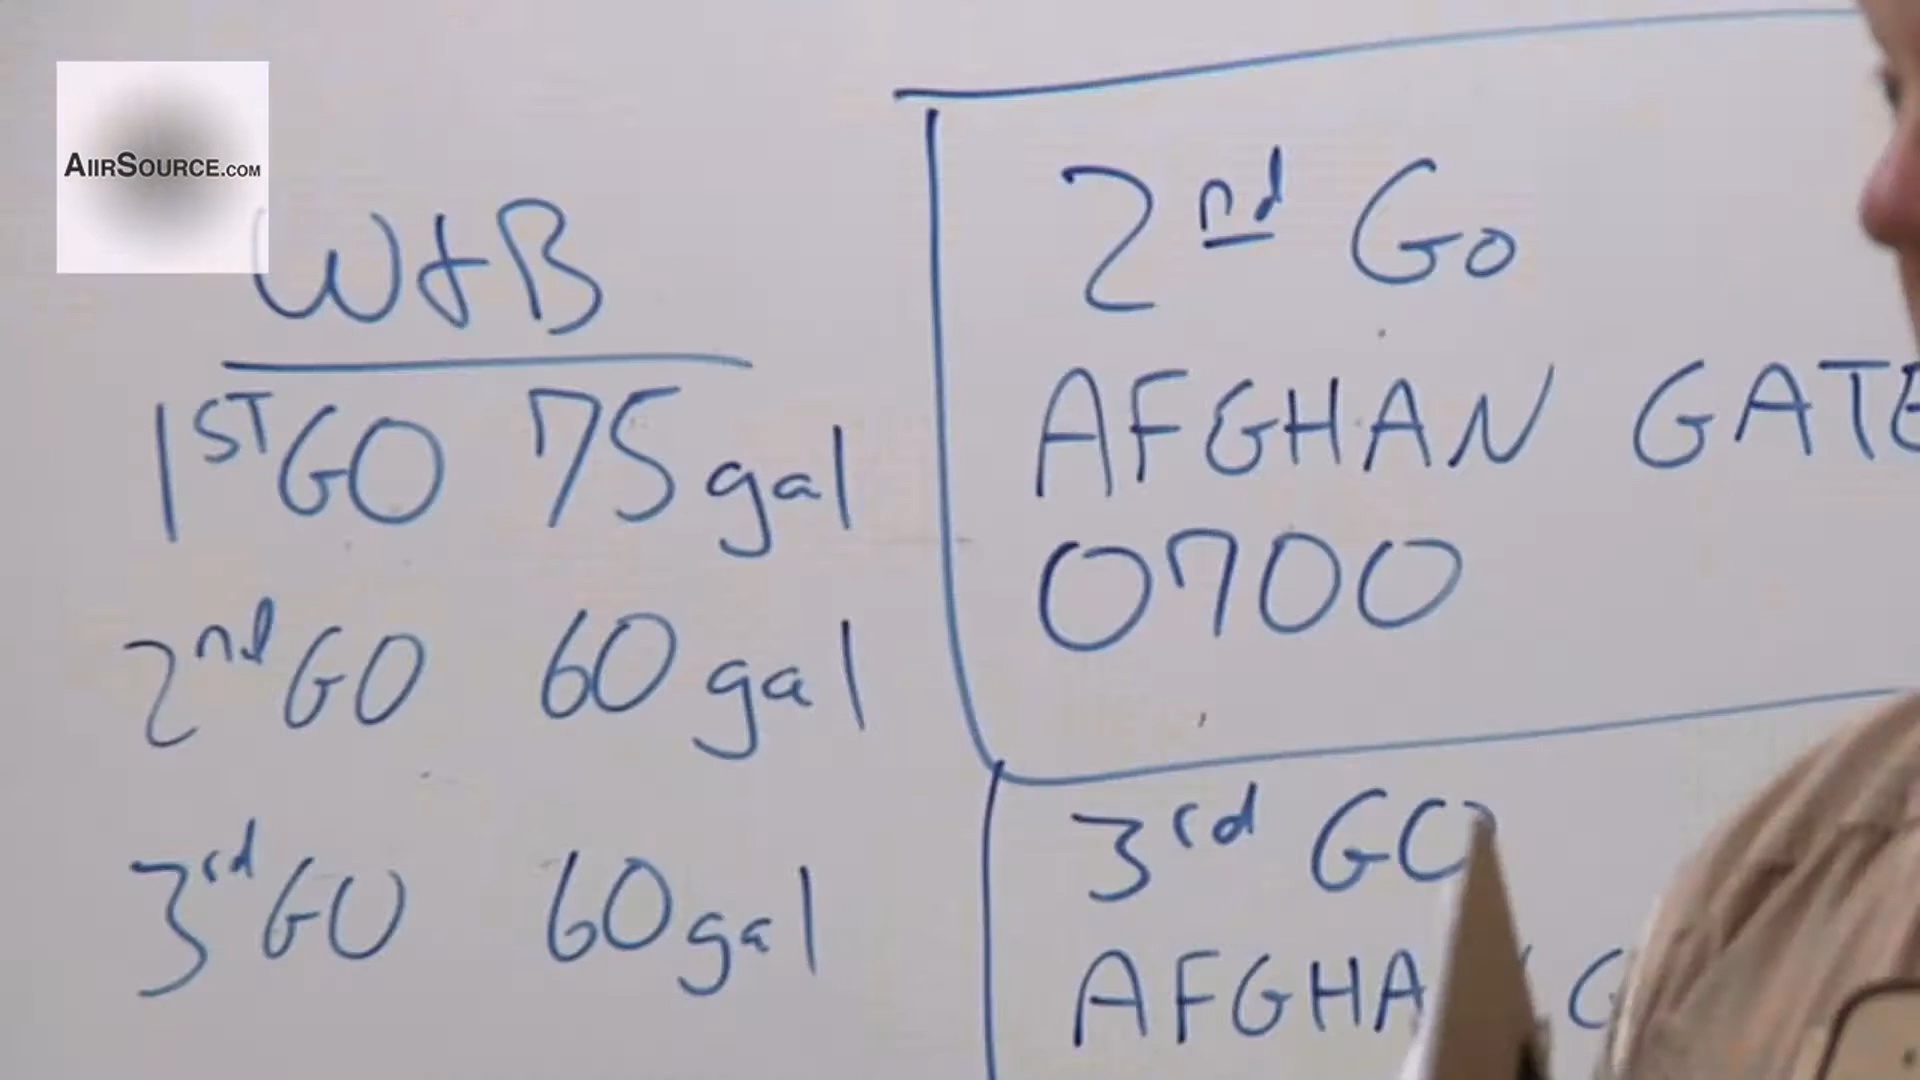 AIIRSOURCE.COM
W&B
1ST GO 75 gal
2nd GO 60 gal
3rd GO 60 gal
2nd Go
AFGHAN GATE
0700
3rd GO